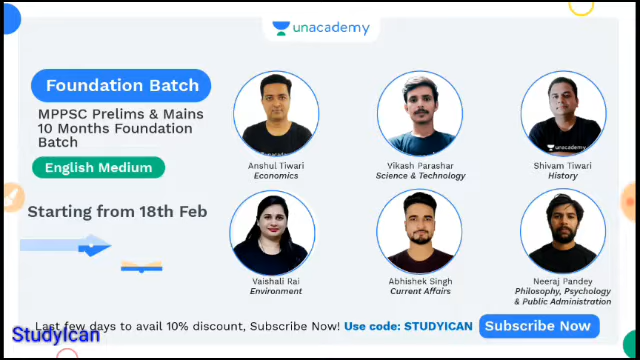 unacademy
Foundation Batch
MPPSC Prelims & Mains
10 Months Foundation
Batch
English Medium
Starting from 18th Feb
unacademy
Anshul Tiwari
Economics
Vikash Parashar
Science & Technology
unacademy
Shivam Tiwari
History
Vaishali Rai
Environment
Abhishek Singh
Current Affairs
Neeraj Pandey
Philosophy, Psychology
& Public Administration
Last few days to avail 10% discount, Subscribe Now! Use code: STUDYICAN
Subscribe Now
StudyIcan